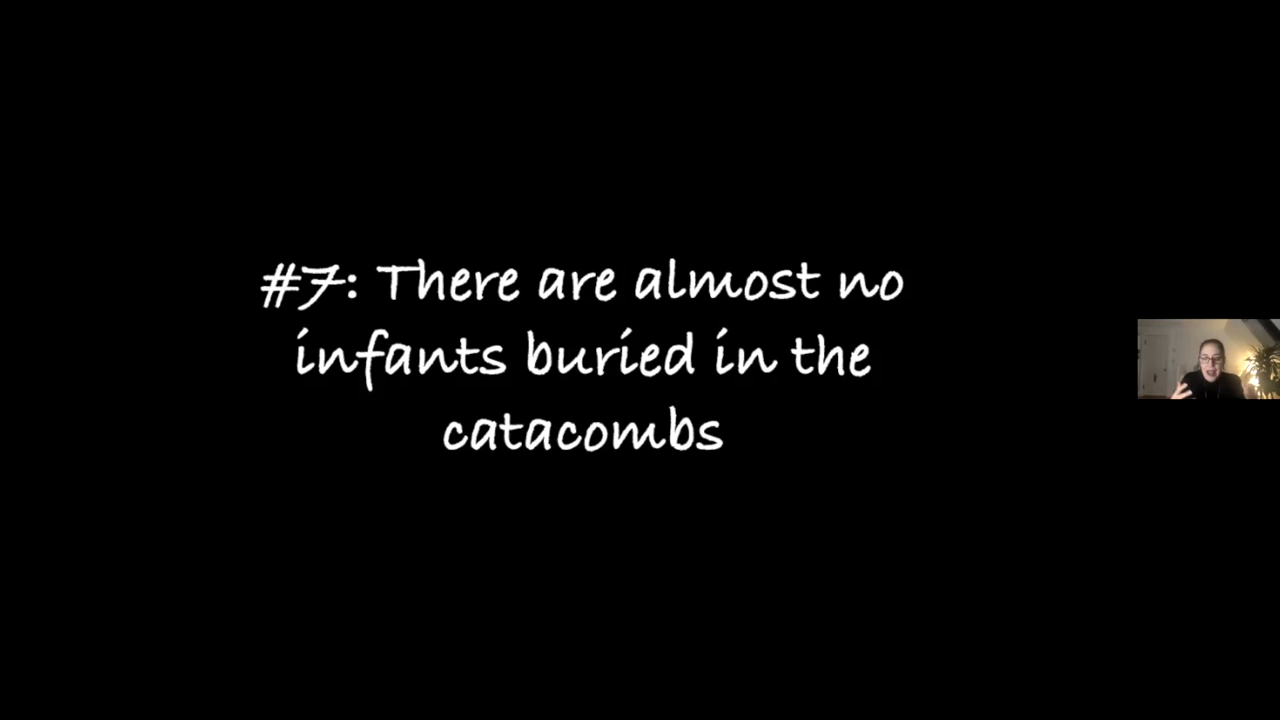 #7: There are almost no
infants buried in the
catacombs